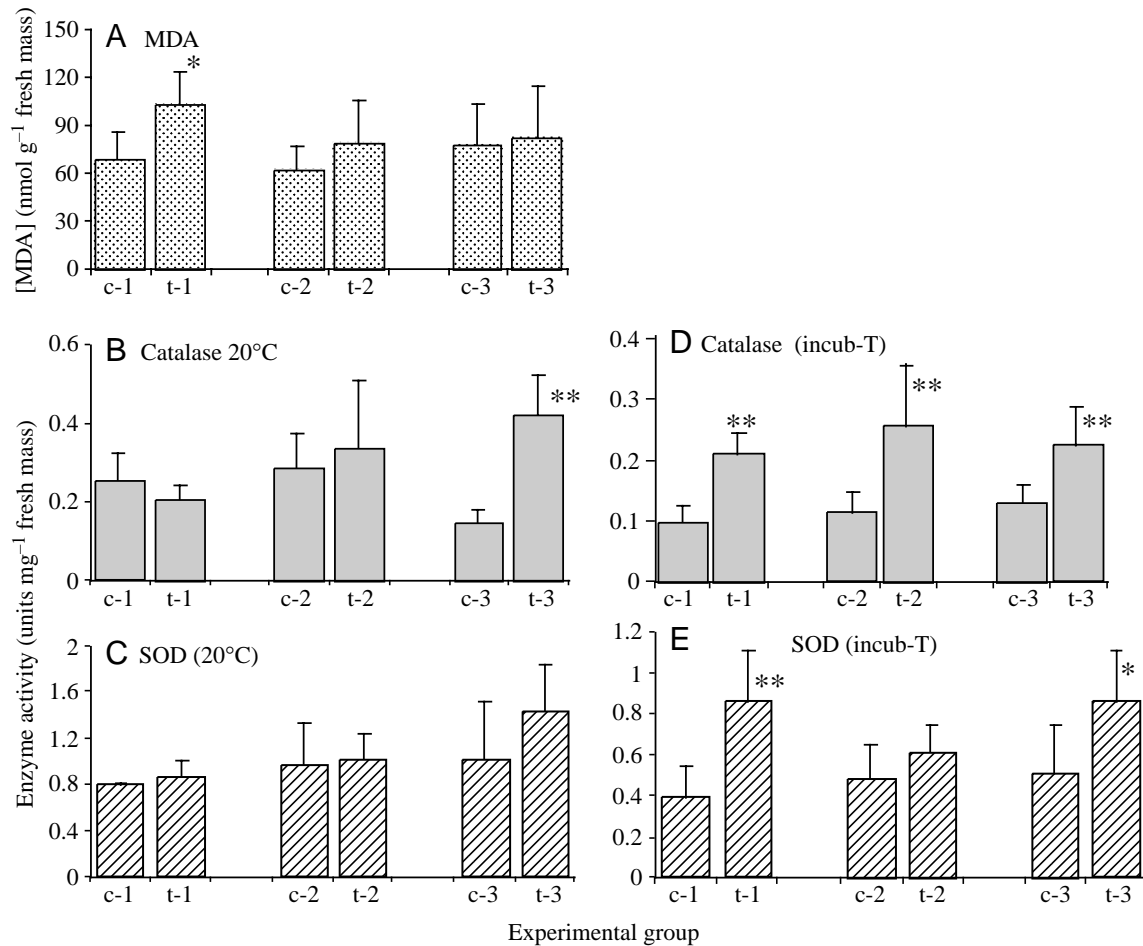 A MDA
[MDA] (nmol g⁻¹ fresh mass)
150
120
90
60
30
0
*
c-1 t-1 c-2 t-2 c-3 t-3
B Catalase 20°C
Enzyme activity (units mg⁻¹ fresh mass)
0.6
0.4
0.2
0
**
c-1 t-1 c-2 t-2 c-3 t-3
D Catalase (incub-T)
0.4
0.3
0.2
0.1
0
** ** **
c-1 t-1 c-2 t-2 c-3 t-3
C SOD (20°C)
2
1.6
1.2
0.8
0.4
0
c-1 t-1 c-2 t-2 c-3 t-3
E SOD (incub-T)
1.2
1
0.8
0.6
0.4
0.2
0
** *
c-1 t-1 c-2 t-2 c-3 t-3
Experimental group